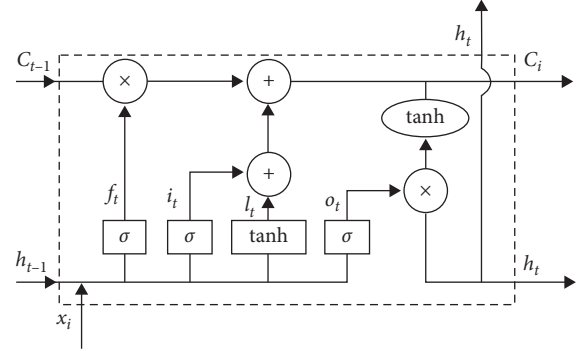 h_t
C_{t–1} × + C_i
tanh
+ ×
f_t i_t l_t o_t
σ σ tanh σ
h_{t–1} h_t
x_i